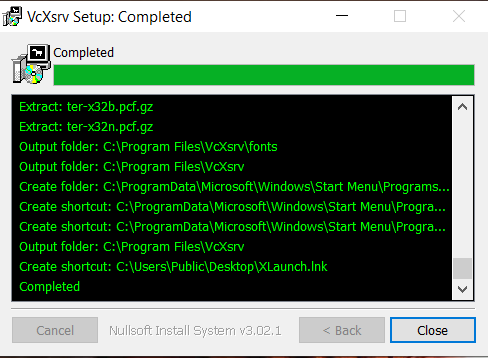 VcXsrv Setup: Completed
Completed
Extract: ter-x32b.pcf.gz
Extract: ter-x32n.pcf.gz
Output folder: C:\Program Files\VcXsrv\fonts
Output folder: C:\Program Files\VcXsrv
Create folder: C:\ProgramData\Microsoft\Windows\Start Menu\Programs...
Create shortcut: C:\ProgramData\Microsoft\Windows\Start Menu\Progra...
Create shortcut: C:\ProgramData\Microsoft\Windows\Start Menu\Progra...
Output folder: C:\Program Files\VcXsrv
Create shortcut: C:\Users\Public\Desktop\XLaunch.lnk
Completed
Cancel Nullsoft Install System v3.02.1 < Back Close